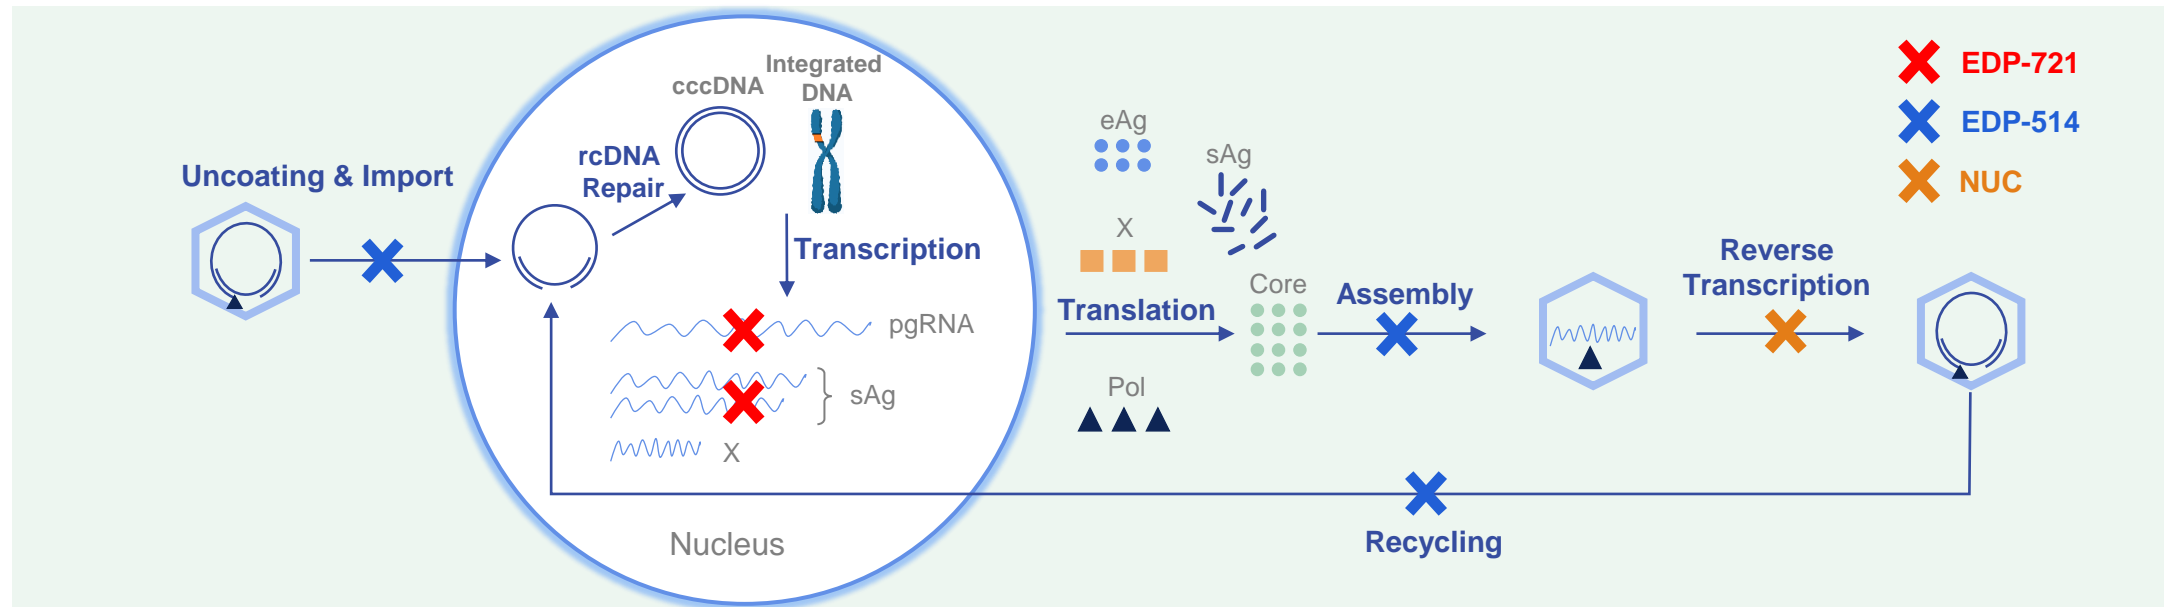 Uncoating & Import
rcDNA
Repair
cccDNA
Integrated
DNA
Transcription
pgRNA
sAg
X
Nucleus
eAg
sAg
X
Translation
Core
Pol
Assembly
Reverse
Transcription
Recycling
EDP-721
EDP-514
NUC